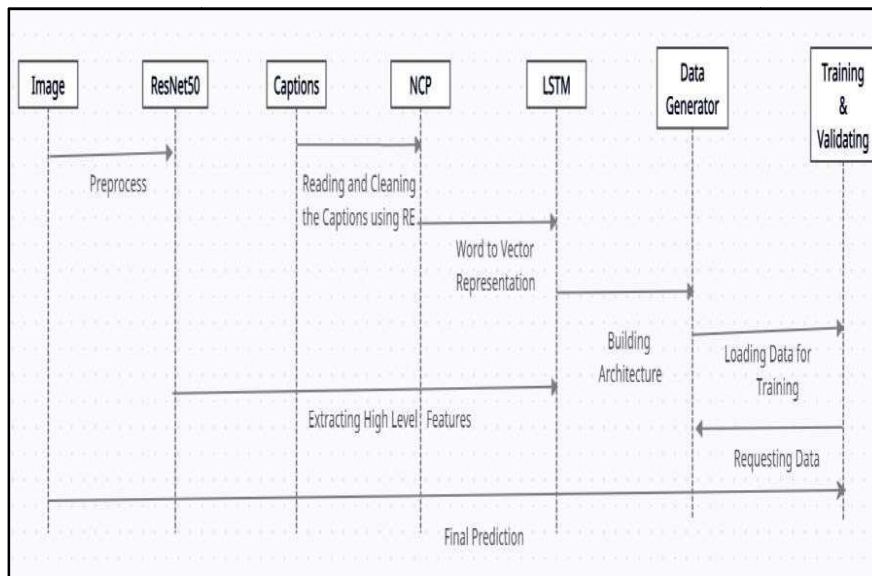 Image
ResNet50
Captions
NCP
LSTM
Data
Generator
Training
&
Validating
Preprocess
Reading and Cleaning
the Captions using RE
Word to Vector
Representation
Building
Architecture
Loading Data for
Training
Extracting High Level Features
Requesting Data
Final Prediction